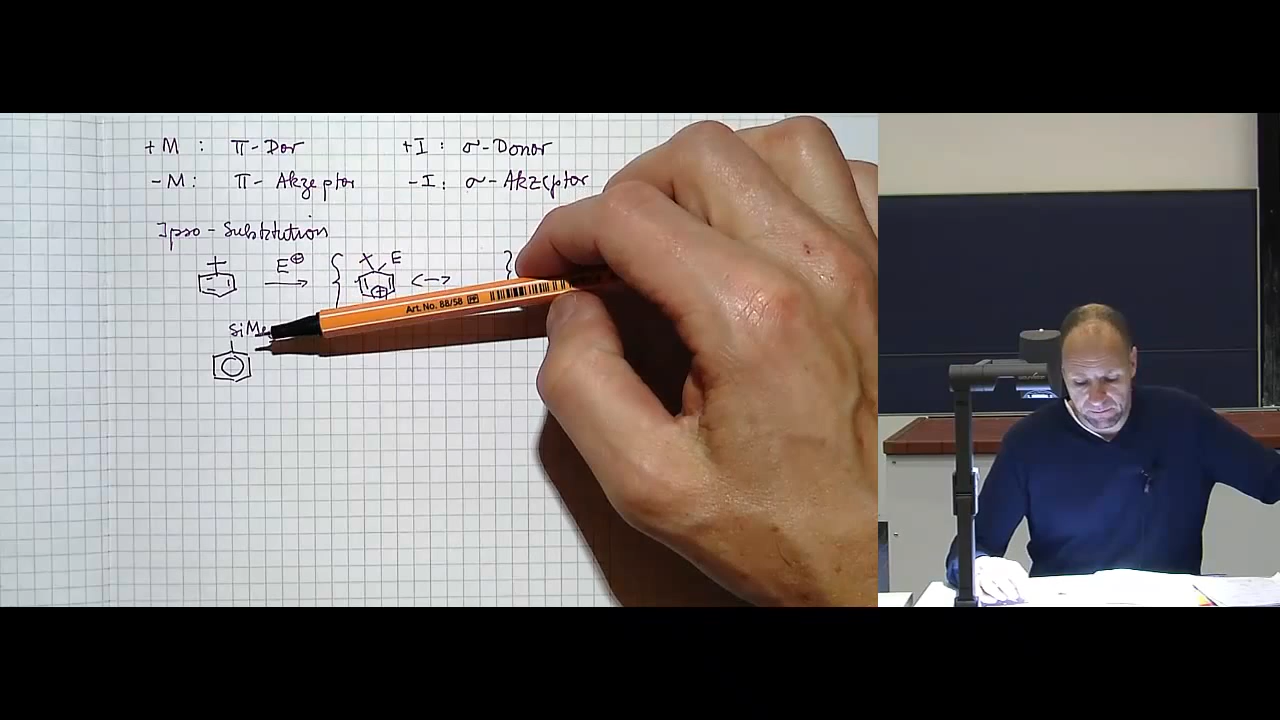 +M : π-Dor +I : σ-Donor
-M : π-Akzeptor -I : σ-Akzeptor
Ipso-Substitution
E⊕ { E ⊕ <-> }
SiMe
Art. No. 88/58